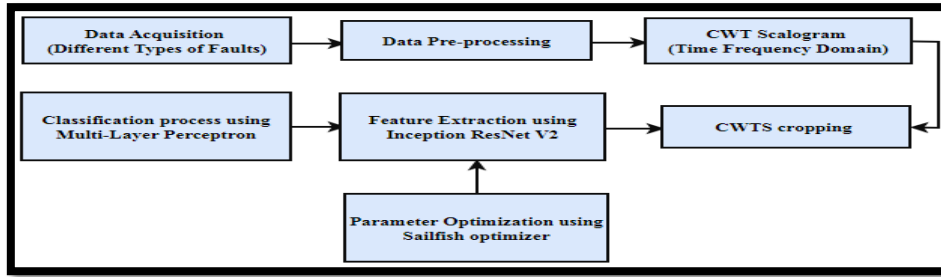 Data Acquisition
(Different Types of Faults)
Data Pre-processing
CWT Scalogram
(Time Frequency Domain)
Classification process using
Multi-Layer Perceptron
Feature Extraction using
Inception ResNet V2
CWTS cropping
Parameter Optimization using
Sailfish optimizer